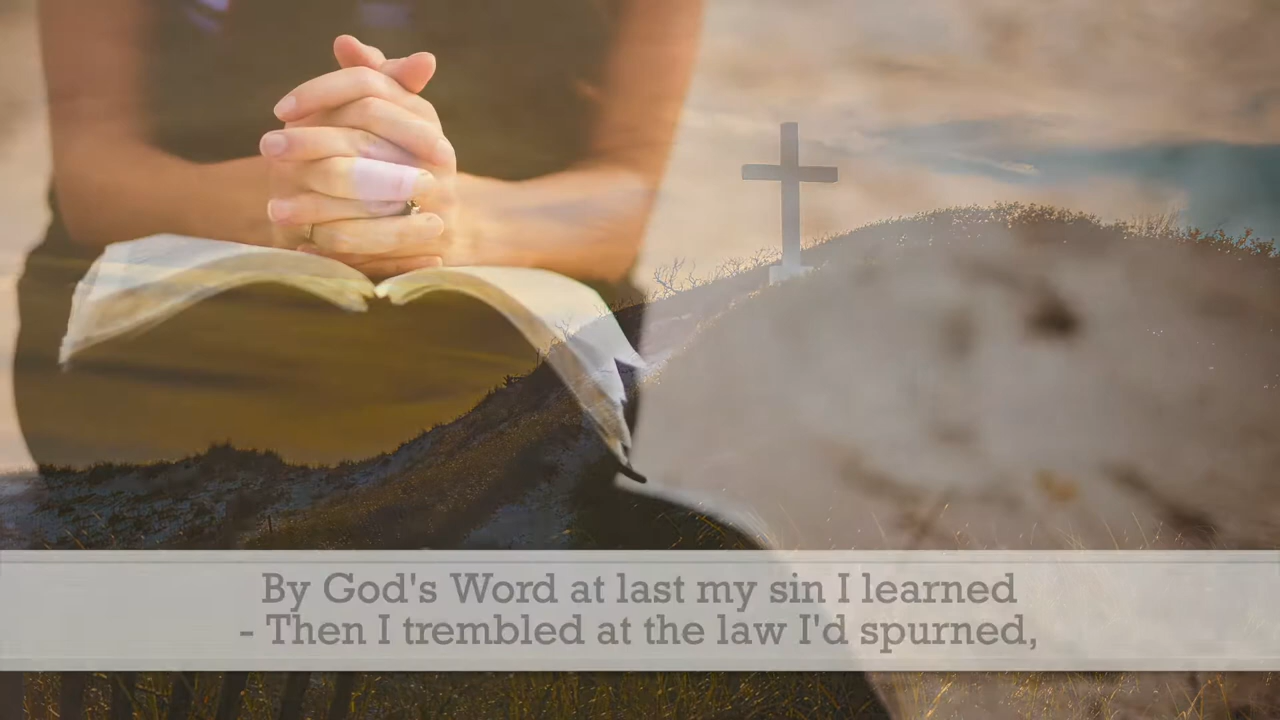 By God's Word at last my sin I learned
- Then I trembled at the law I'd spurned,